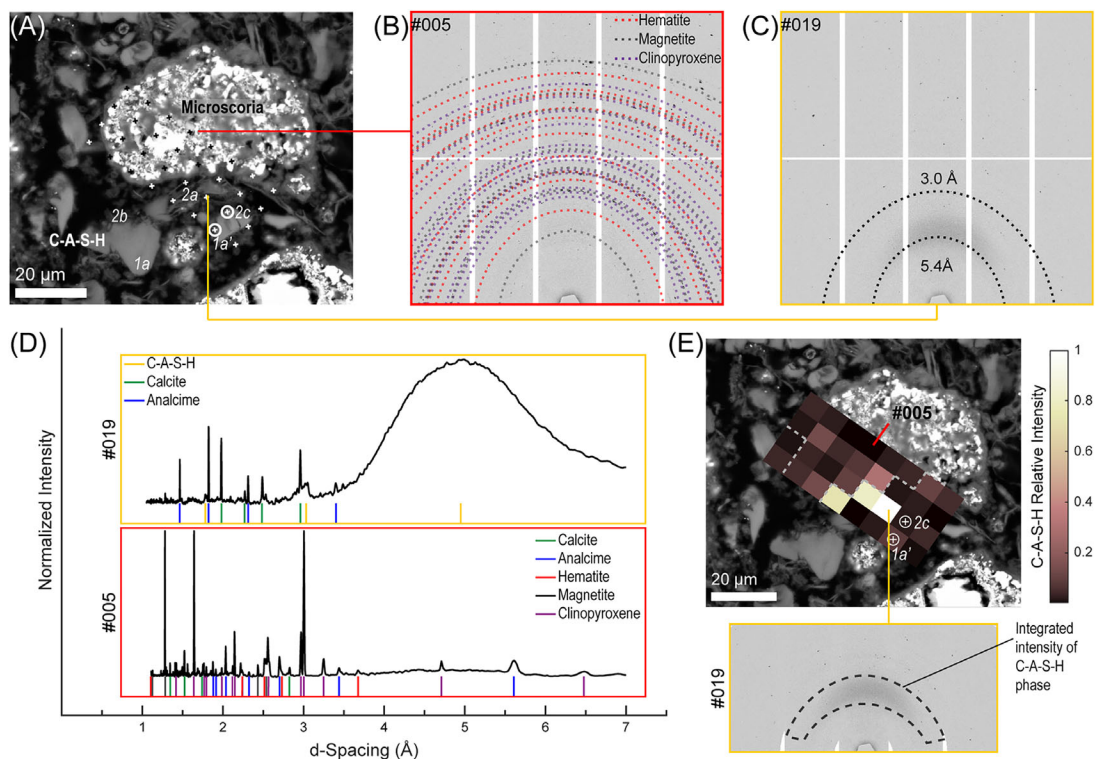 (A)
Microscoria
2a
2b
2c
C-A-S-H
1a'
1a
20 µm
(B)
#005
Hematite
Magnetite
Clinopyroxene
(C)
#019
3.0 Å
5.4Å
(D)
Normalized Intensity
#019
C-A-S-H
Calcite
Analcime
#005
Calcite
Analcime
Hematite
Magnetite
Clinopyroxene
1 2 3 4 5 6 7
d-Spacing (Å)
(E)
#005
2c
1a'
20 µm
1
0.8
0.6
0.4
0.2
C-A-S-H Relative Intensity
#019
Integrated
intensity of
C-A-S-H
phase